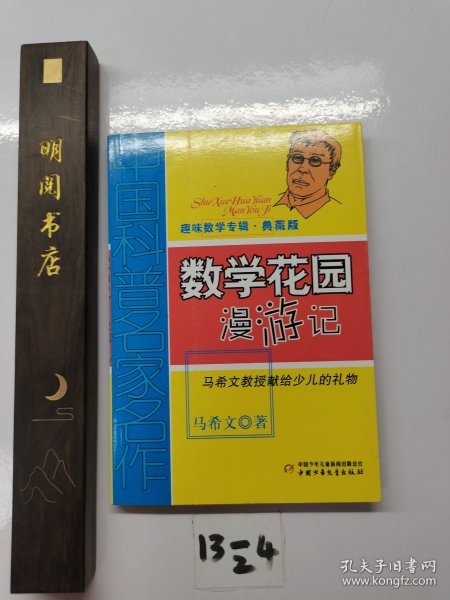 明阅书店
中国科普名家名作
Shu Xue Hua Yuan
Man You Ji
趣味数学专辑·典藏版
数学花园
漫游记
马希文教授献给少儿的礼物
马希文◎著
中国少年儿童新闻出版总社
中国少年儿童出版社
13-24
孔夫子旧书网
www.kongfz.com